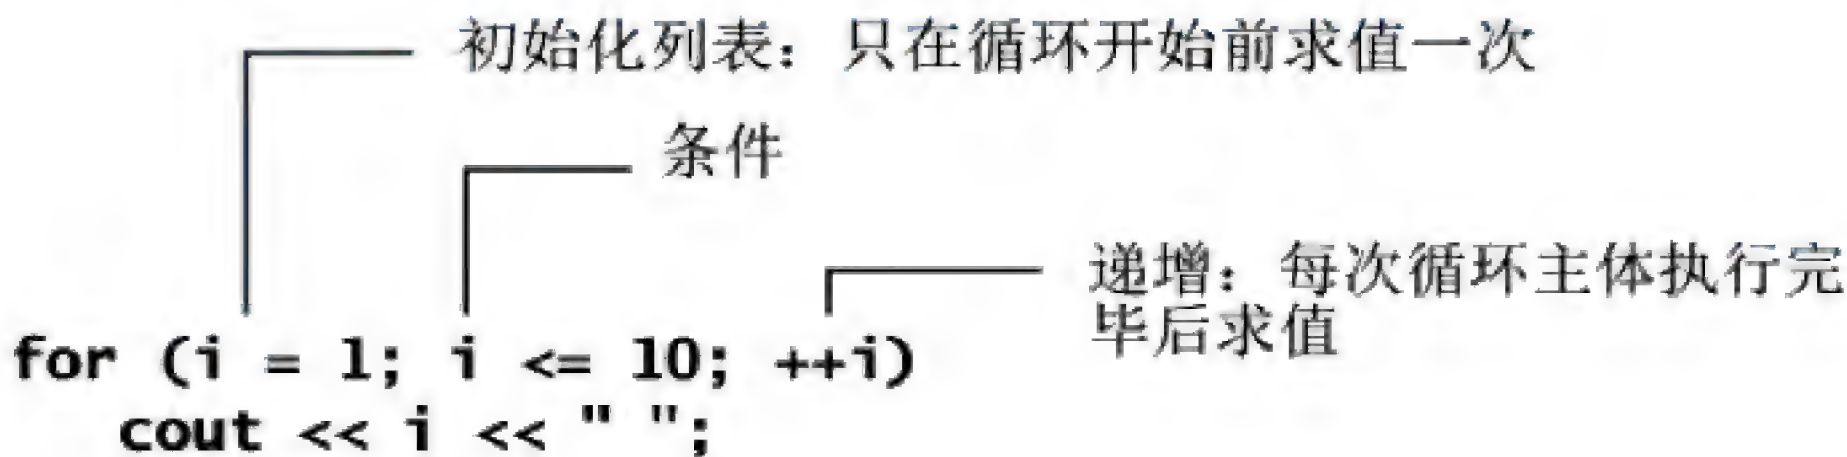 初始化列表：只在循环开始前求值一次
条件
递增：每次循环主体执行完
毕后求值
for (i = 1; i <= 10; ++i)
cout << i << " ";